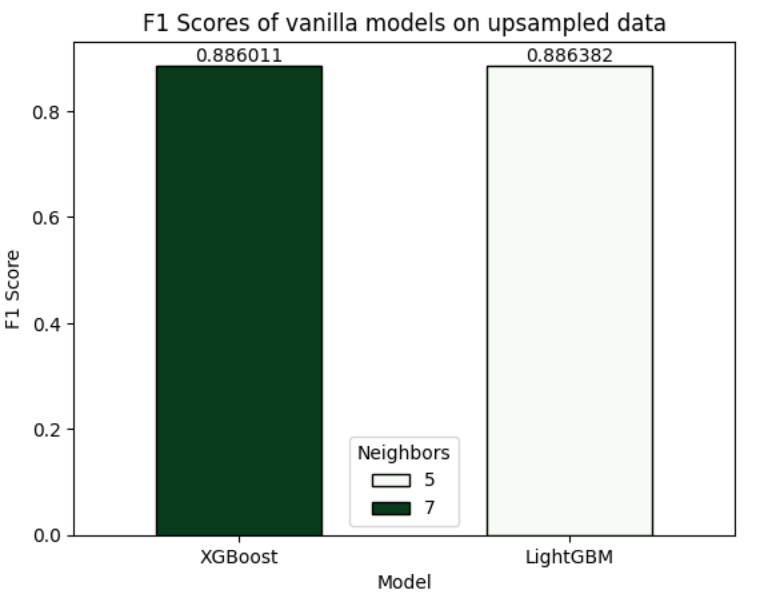 F1 Scores of vanilla models on upsampled data
0.886011
0.886382
0.8
0.6
0.4
0.2
0.0
F1 Score
Neighbors
5
7
XGBoost
LightGBM
Model